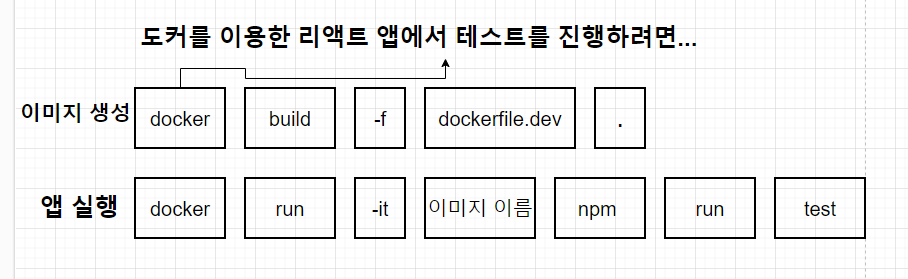 도커를 이용한 리액트 앱에서 테스트를 진행하려면...
이미지 생성 docker build -f dockerfile.dev .
앱 실행 docker run -it 이미지 이름 npm run test